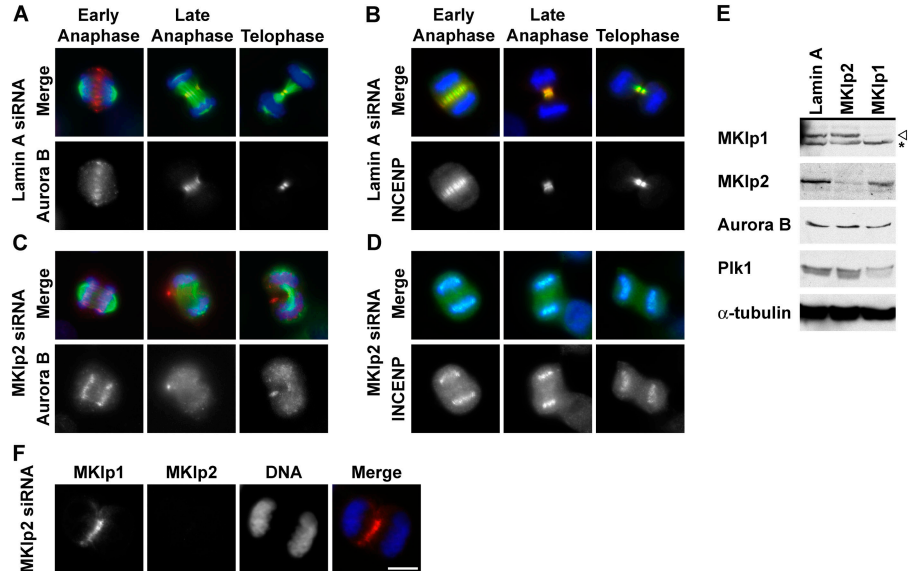 A
Early Anaphase
Late Anaphase
Telophase
Lamin A siRNA
Merge
Aurora B
B
Early Anaphase
Late Anaphase
Telophase
Lamin A siRNA
Merge
INCENP
C
MKlp2 siRNA
Merge
Aurora B
D
MKlp2 siRNA
Merge
INCENP
E
Lamin A
MKlp2
MKlp1
MKlp1
*
MKlp2
Aurora B
Plk1
α-tubulin
F
MKlp2 siRNA
MKlp1
MKlp2
DNA
Merge